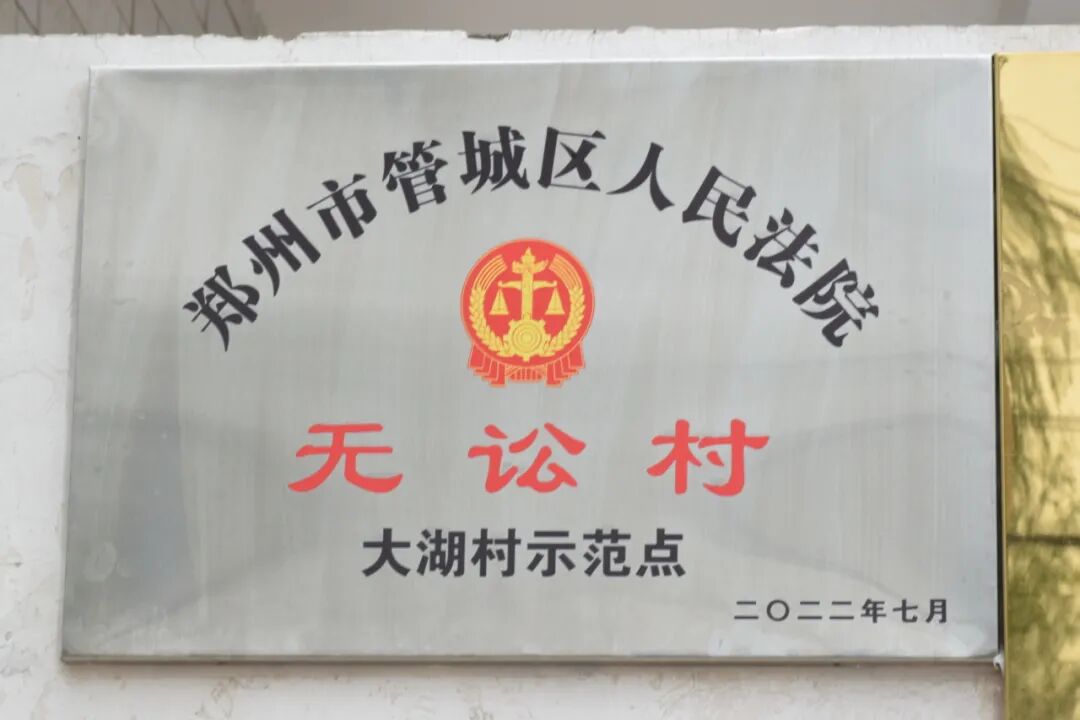 郑州市管城区人民法院
无讼村
大湖村示范点
二〇二二年七月